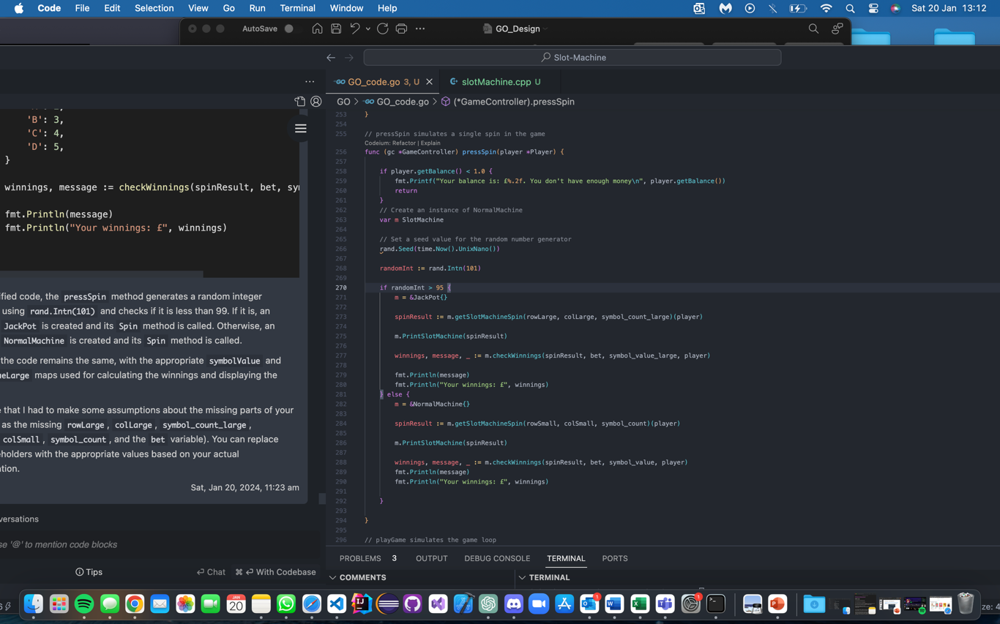 Code File Edit Selection View Go Run Terminal Window Help
Sat 20 Jan 13:12
AutoSave
GO_Design
Slot-Machine
GO_code.go 3, U
slotMachine.cpp U
GO > GO_code.go > (*GameController).pressSpin
'B': 3,
'C': 4,
'D': 5,
}
winnings, message := checkWinnings(spinResult, bet, sy
fmt.Println(message)
fmt.Println("Your winnings: £", winnings)
ified code, the pressSpin method generates a random integer
using rand.Intn(101) and checks if it is less than 99. If it is, an
JackPot is created and its Spin method is called. Otherwise, an
NormalMachine is created and its Spin method is called.
the code remains the same, with the appropriate symbolValue and
ueLarge maps used for calculating the winnings and displaying the
e that I had to make some assumptions about the missing parts of your
as the missing rowLarge, colLarge, symbol_count_large,
colSmall, symbol_count, and the bet variable). You can replace
eholders with the appropriate values based on your actual
ntion.
Sat, Jan 20, 2024, 11:23 am
versations
se '@' to mention code blocks
Tips
Chat
With Codebase
253 }
254
255 // pressSpin simulates a single spin in the game
Codeium: Refactor | Explain
256 func (gc *GameController) pressSpin(player *Player) {
257
258 if player.getBalance() < 1.0 {
259 fmt.Printf("Your balance is: £%.2f. You don't have enough money\n", player.getBalance())
260 return
261 }
262 // Create an instance of NormalMachine
263 var m SlotMachine
264
265 // Set a seed value for the random number generator
266 rand.Seed(time.Now().UnixNano())
267
268 randomInt := rand.Intn(101)
269
270 if randomInt > 95 {
271 m = &JackPot{}
272
273 spinResult := m.getSlotMachineSpin(rowLarge, colLarge, symbol_count_large)(player)
274
275 m.PrintSlotMachine(spinResult)
276
277 winnings, message, _ := m.checkWinnings(spinResult, bet, symbol_value_large, player)
278
279 fmt.Println(message)
280 fmt.Println("Your winnings: £", winnings)
281 } else {
282 m = &NormalMachine{}
283
284 spinResult := m.getSlotMachineSpin(rowSmall, colSmall, symbol_count)(player)
285
286 m.PrintSlotMachine(spinResult)
287
288 winnings, message, _ := m.checkWinnings(spinResult, bet, symbol_value, player)
289 fmt.Println(message)
290 fmt.Println("Your winnings: £", winnings)
291
292 }
293
294 }
295
296 // playGame simulates the game loop
PROBLEMS 3 OUTPUT DEBUG CONSOLE TERMINAL PORTS
COMMENTS
TERMINAL
JAN
20
ze: 4